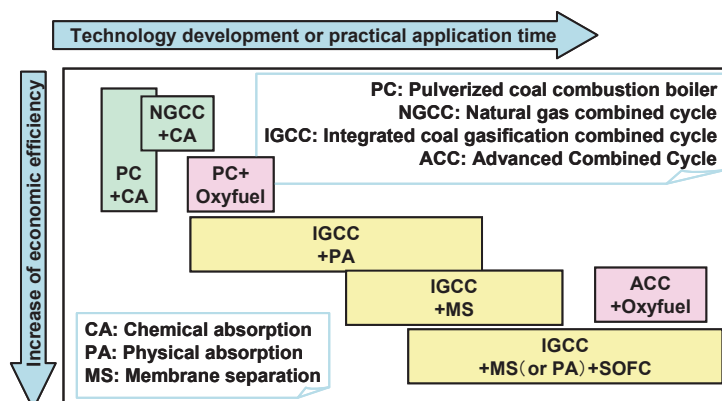 Technology development or practical application time
Increase of economic efficiency
PC: Pulverized coal combustion boiler
NGCC: Natural gas combined cycle
IGCC: Integrated coal gasification combined cycle
ACC: Advanced Combined Cycle
NGCC
+CA
PC
+CA
PC+
Oxyfuel
IGCC
+PA
IGCC
+MS
ACC
+Oxyfuel
IGCC
+MS(or PA)+SOFC
CA: Chemical absorption
PA: Physical absorption
MS: Membrane separation